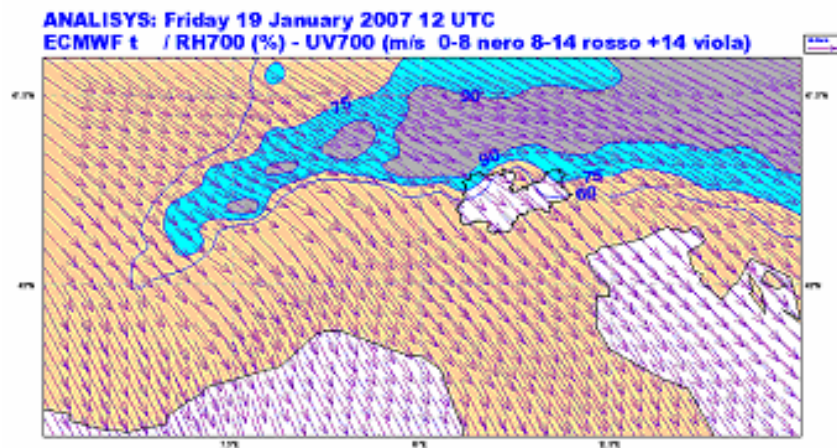 ANALISYS: Friday 19 January 2007 12 UTC
ECMWF t / RH700 (%) - UV700 (m/s 0-8 nero 8-14 rosso +14 viola)
75
90
90
75
60